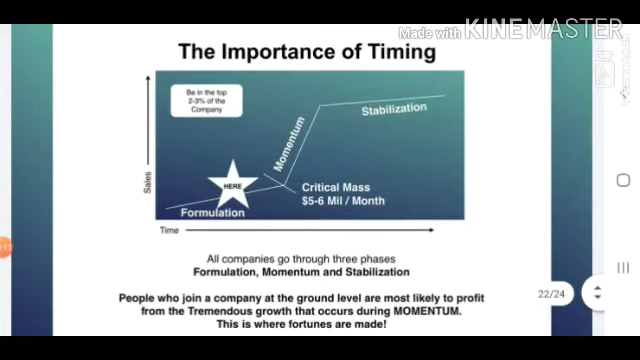 Made with KINEMASTER
The Importance of Timing
Be in the top
2-3% of the
Company
Stabilization
Momentum
HERE
Critical Mass
$5-6 Mil / Month
Formulation
Sales
Time
All companies go through three phases
Formulation, Momentum and Stabilization
People who join a company at the ground level are most likely to profit
from the Tremendous growth that occurs during MOMENTUM.
This is where fortunes are made!
22/24